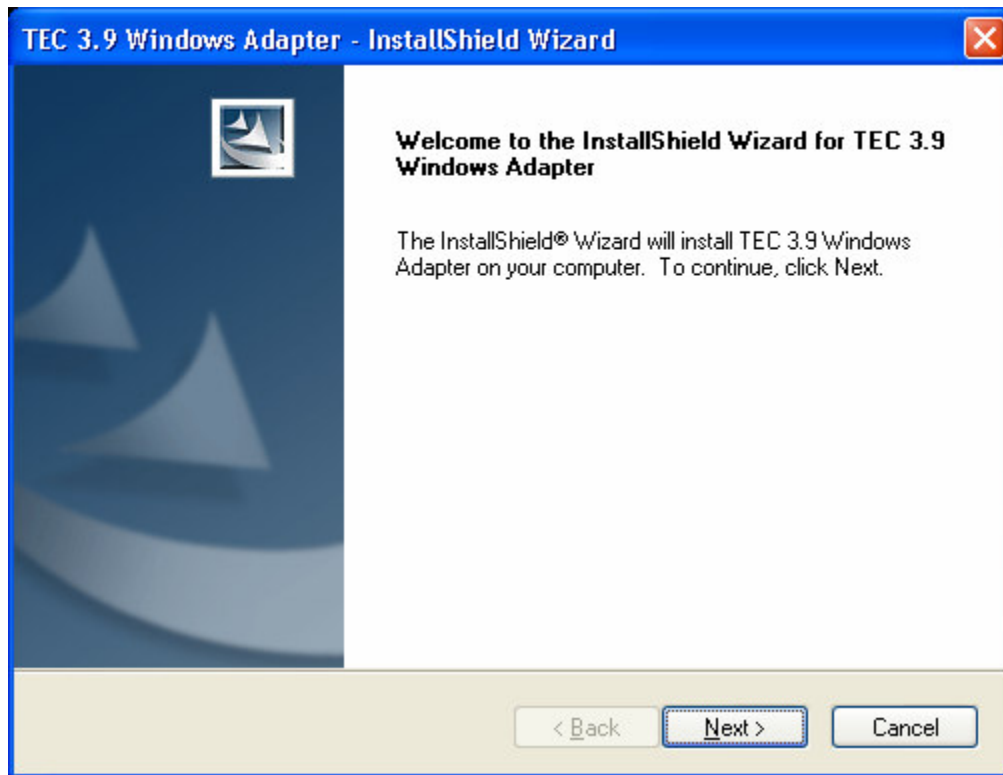 TEC 3.9 Windows Adapter - InstallShield Wizard
Welcome to the InstallShield Wizard for TEC 3.9
Windows Adapter
The InstallShield® Wizard will install TEC 3.9 Windows
Adapter on your computer.  To continue, click Next.
< Back
Next >
Cancel